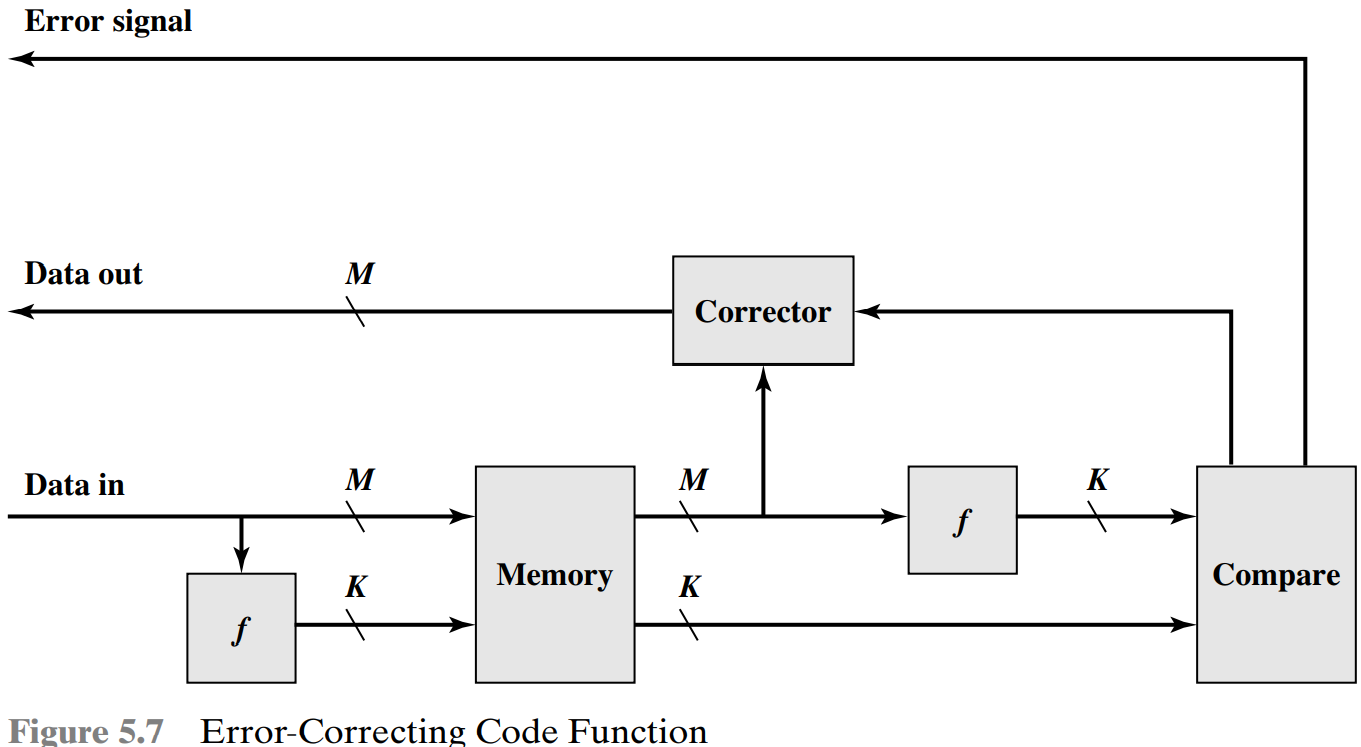 Error signal
Data out
M
Corrector
Data in
M
M
K
f
Memory
Compare
K
K
f
Figure 5.7 Error-Correcting Code Function